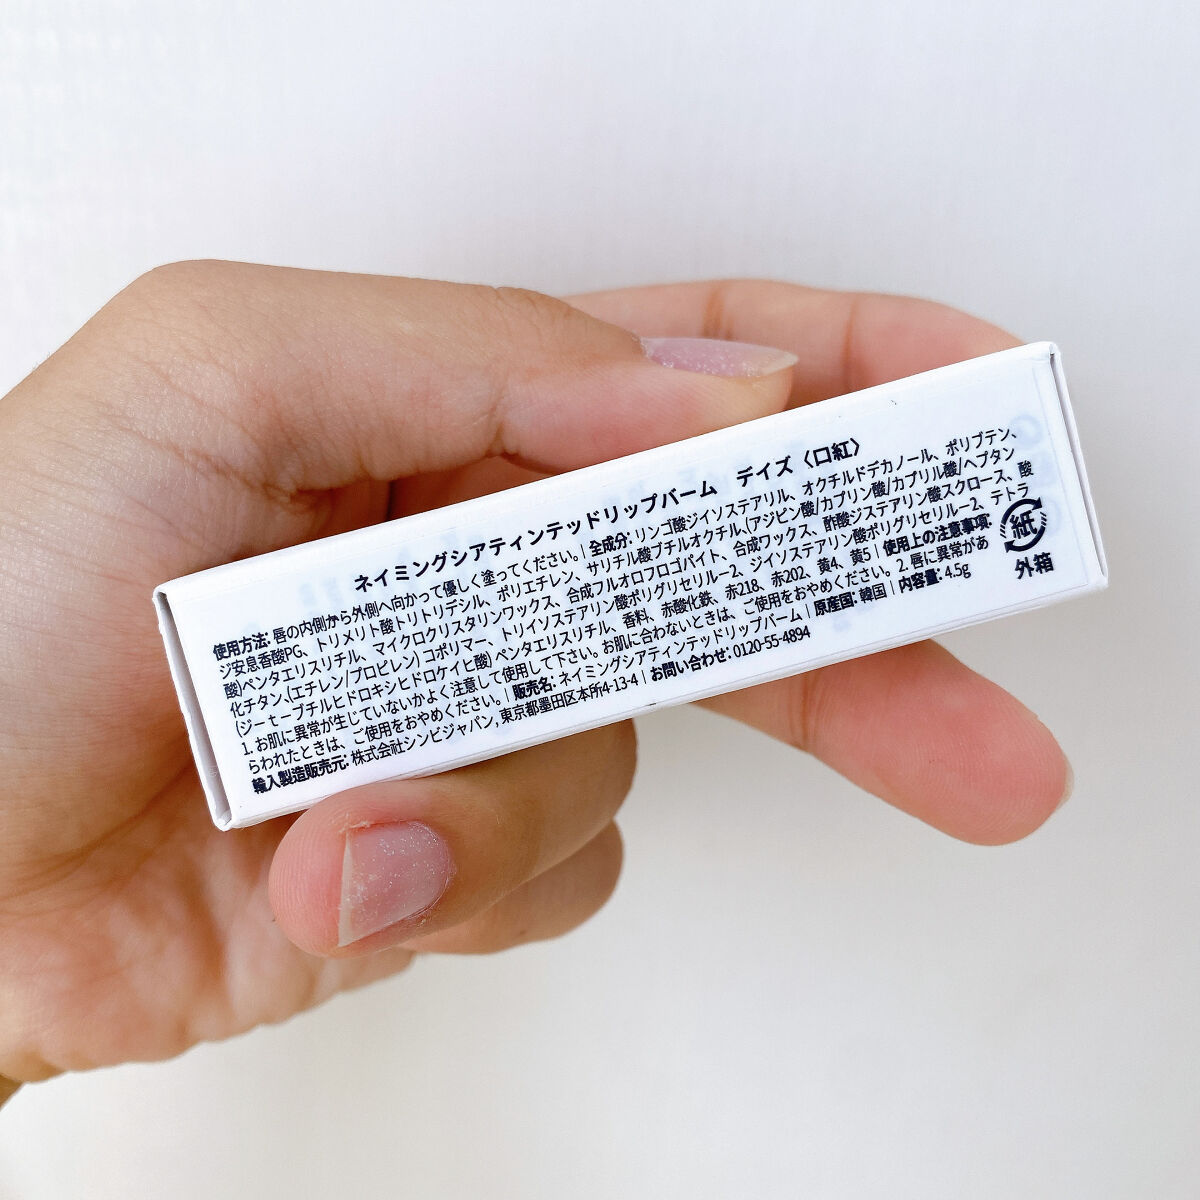 ネイミングシアティンテッドリップバーム　デイズ〈口紅〉
使用方法: 唇の内側から外側へ向かって優しく塗ってください。| 全成分: リンゴ酸ジイソステアリル、オクチルドデカノール、ポリブテン、
ジ安息香酸PG、トリメリト酸トリトリデシル、ポリエチレン、サリチル酸ブチルオクチル、(アジピン酸/カプリン酸/カプリル酸/ヘプタン
酸)ペンタエリスリチル、マイクロクリスタリンワックス、合成フルオロフロゴパイト、合成ワックス、酢酸ジステアリン酸スクロース、酸
化チタン、(エチレン/プロピレン) コポリマー、トリイソステアリン酸ポリグリセリルー2、ジイソステアリン酸ポリグリセリルー2、テトラ
(ジーtーブチルヒドロキシヒドロケイヒ酸) ペンタエリスリチル、香料、赤酸化鉄、赤218、赤202、黄4、黄5 | 使用上の注意事項:
1. お肌に異常が生じていないかよく注意して使用して下さい。お肌に合わないときは、ご使用をおやめください。2. 唇に異常があ
らわれたときは、ご使用をおやめください。| 販売名: ネイミングシアティンテッドリップバーム | 原産国: 韓国 | 内容量: 4.5g
輸入製造販売元: 株式会社シンビジャパン, 東京都墨田区本所4-13-4 | お問い合わせ: 0120-55-4894
紙
外箱